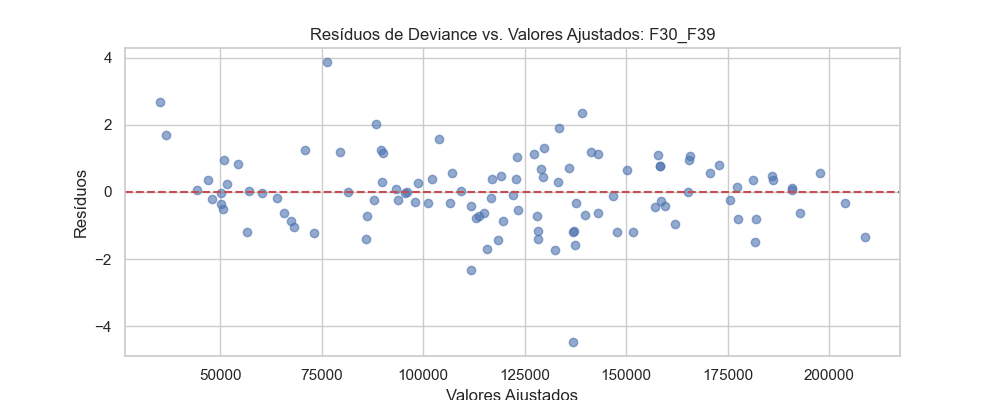 Resíduos de Deviance vs. Valores Ajustados: F30_F39
4
2
0
−2
−4
Resíduos
50000 75000 100000 125000 150000 175000 200000
Valores Ajustados